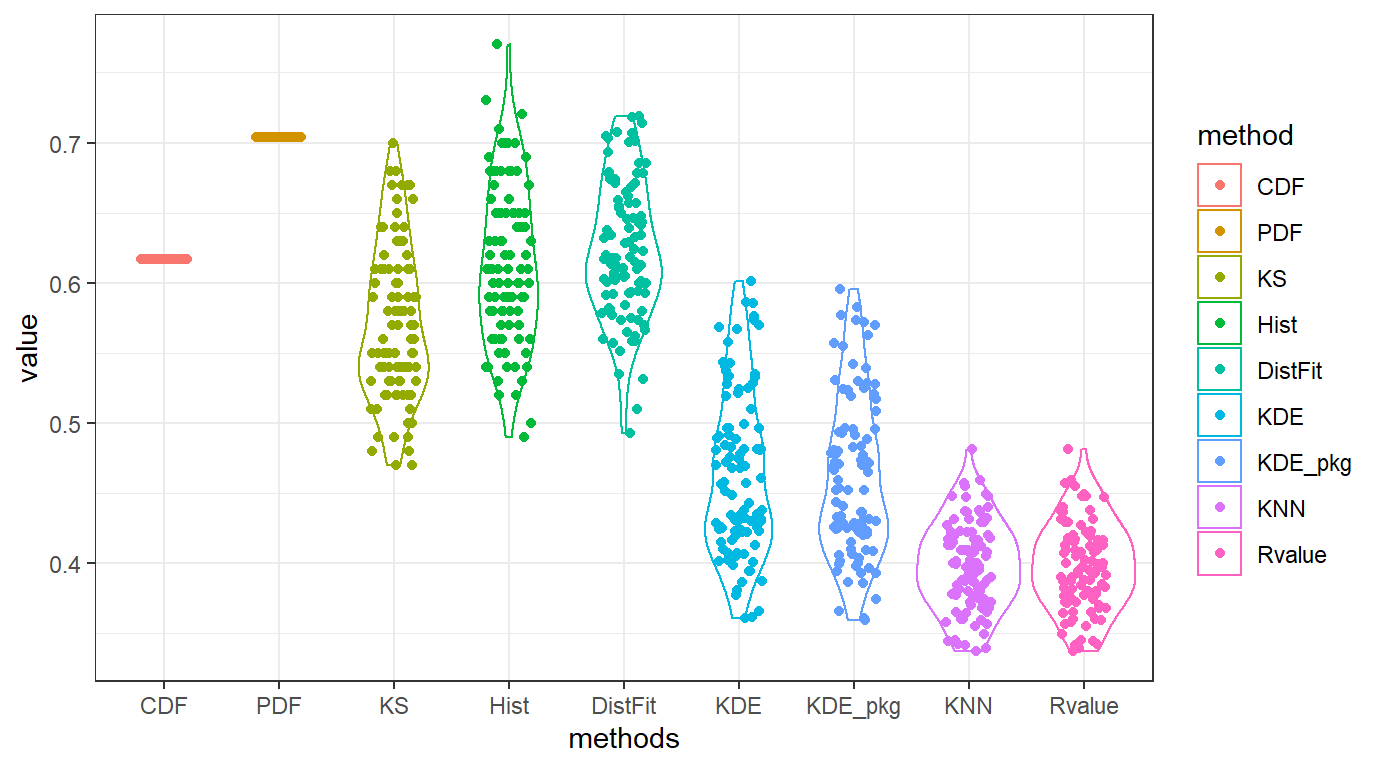 value
0.7
0.6
0.5
0.4
CDF PDF KS Hist DistFit KDE KDE_pkg KNN Rvalue
methods
method
CDF
PDF
KS
Hist
DistFit
KDE
KDE_pkg
KNN
Rvalue